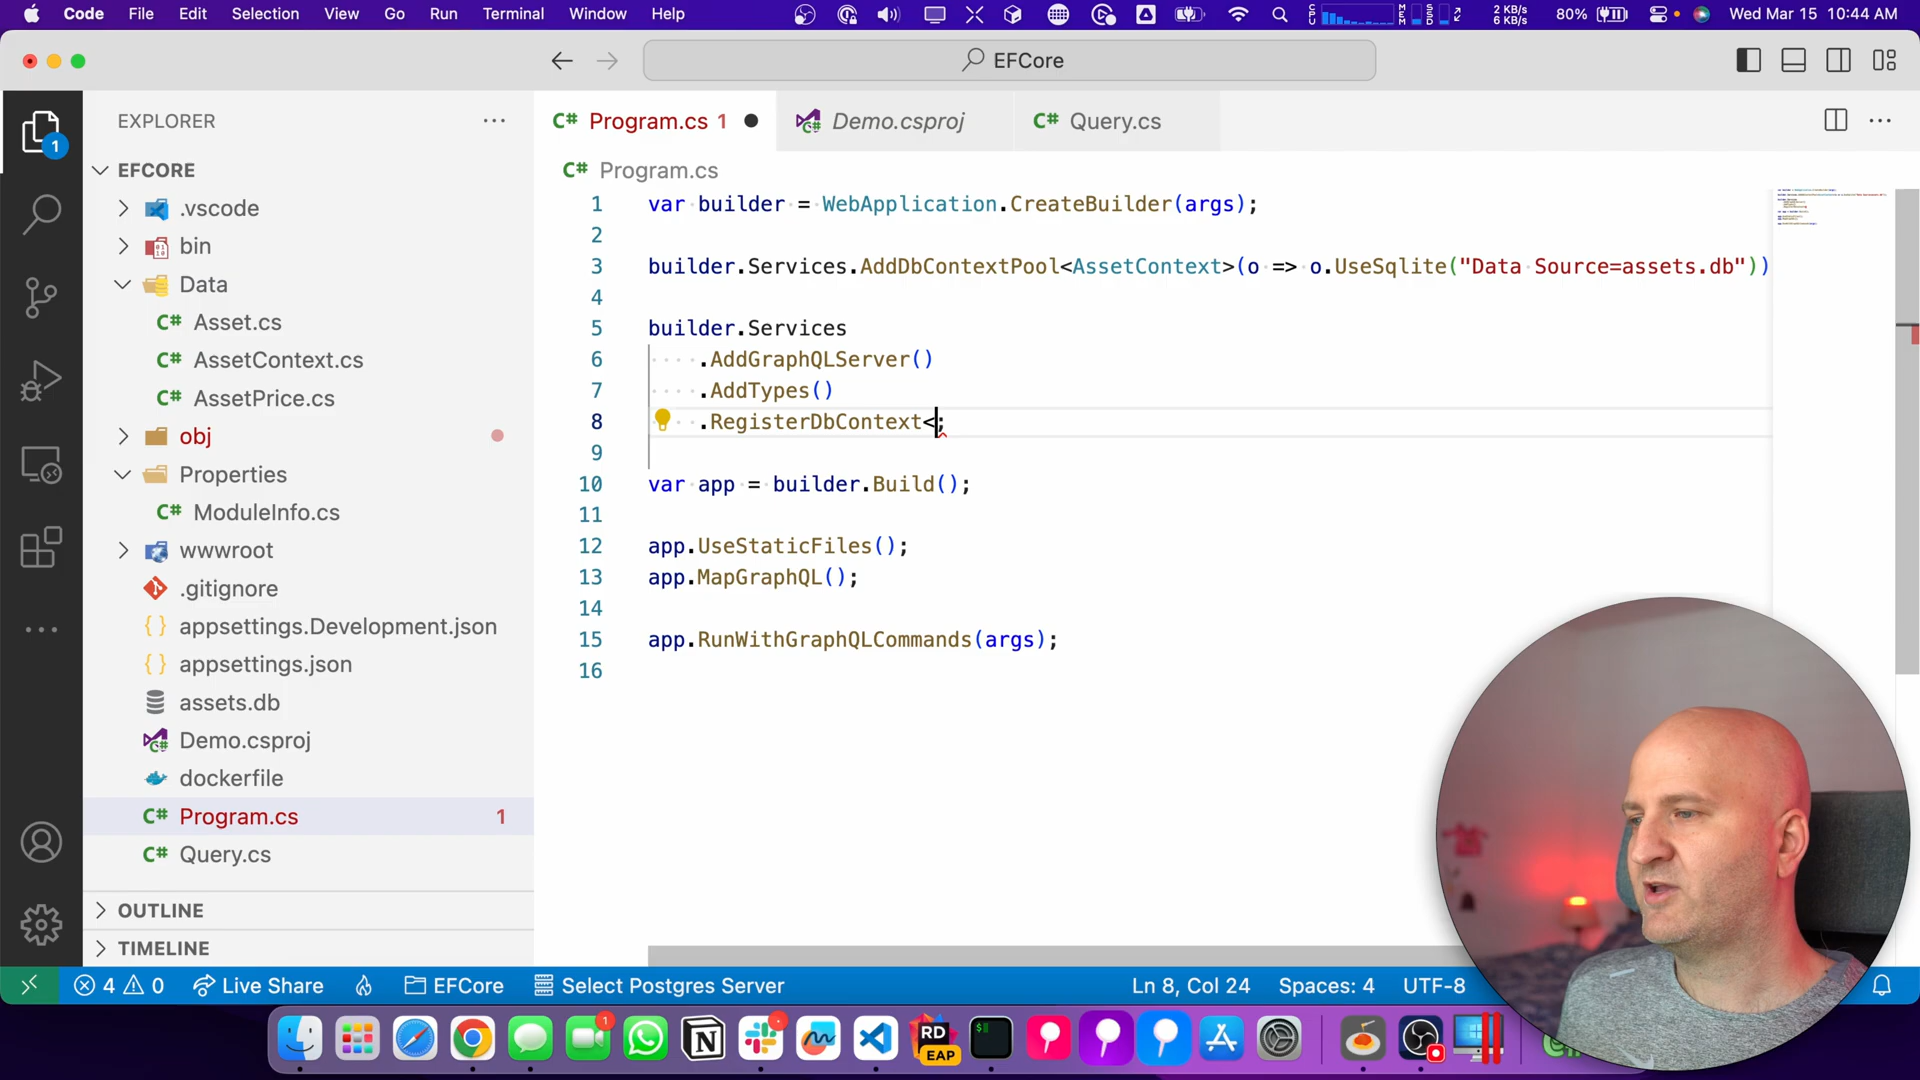 Code File Edit Selection View Go Run Terminal Window Help 2 KB/s 6 KB/s 80% Wed Mar 15 10:44 AM
EFCore
EXPLORER
C# Program.cs 1 Demo.csproj C# Query.cs
EFCORE
C# Program.cs
.vscode
bin
Data
C# Asset.cs
C# AssetContext.cs
C# AssetPrice.cs
obj
Properties
C# ModuleInfo.cs
wwwroot
.gitignore
{} appsettings.Development.json
{} appsettings.json
assets.db
Demo.csproj
dockerfile
C# Program.cs 1
C# Query.cs
OUTLINE
TIMELINE
1 var builder = WebApplication.CreateBuilder(args);
2
3 builder.Services.AddDbContextPool<AssetContext>(o => o.UseSqlite("Data Source=assets.db"))
4
5 builder.Services
6 .AddGraphQLServer()
7 .AddTypes()
8 .RegisterDbContext<;
9
10 var app = builder.Build();
11
12 app.UseStaticFiles();
13 app.MapGraphQL();
14
15 app.RunWithGraphQLCommands(args);
16
4 0 Live Share EFCore Select Postgres Server Ln 8, Col 24 Spaces: 4 UTF-8
RD EAP